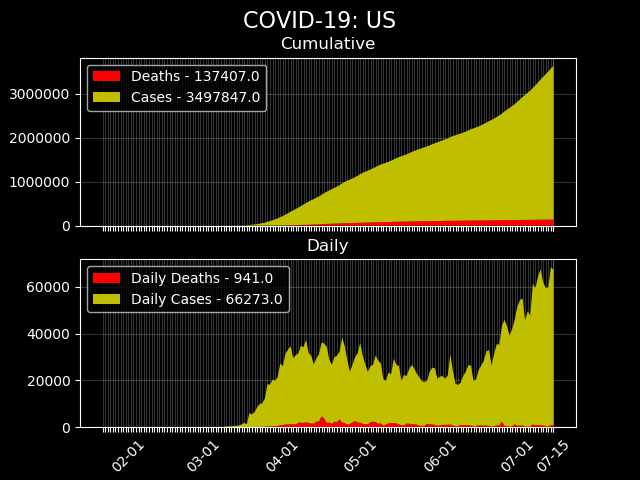 COVID-19: US
Cumulative
Deaths - 137407.0
Cases - 3497847.0
3000000
2000000
1000000
0
Daily
Daily Deaths - 941.0
Daily Cases - 66273.0
60000
40000
20000
0
02-01 03-01 04-01 05-01 06-01 07-01 07-15